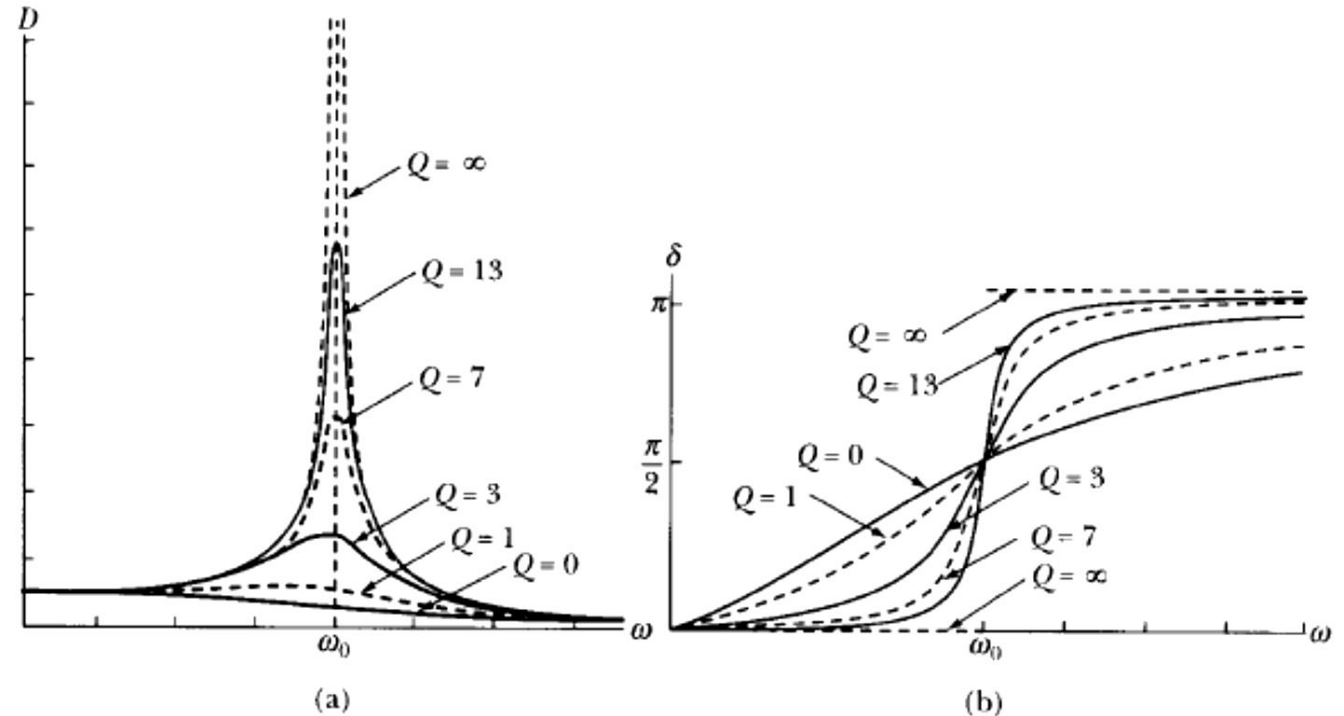 D
Q = ∞
Q = 13
Q = 7
Q = 3
Q = 1
Q = 0
ω
ω₀
(a)
δ
π
Q = ∞
Q = 13
π/2
Q = 0
Q = 1
Q = 3
Q = 7
Q = ∞
ω
ω₀
(b)